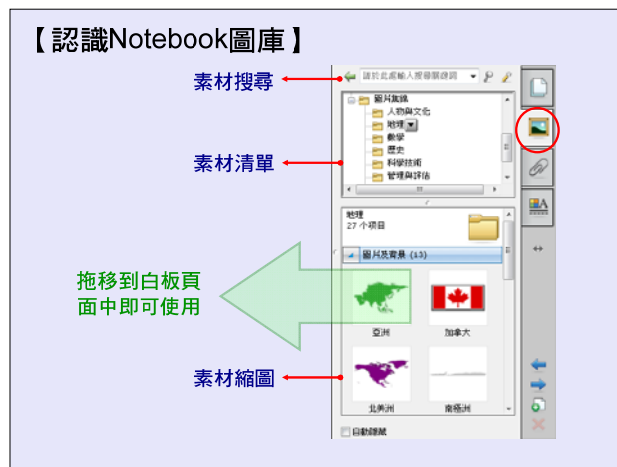 【認識Notebook圖庫】
素材搜尋
請於此處輸入搜尋關鍵詞
圖片集錦
人物與文化
地理
數學
歷史
素材清單
科學技術
管理與評估
地理
27 个项目
圖片及背景 (13)
拖移到白板頁
面中即可使用
亞洲
加拿大
素材縮圖
北美洲
南極洲
自動隱藏